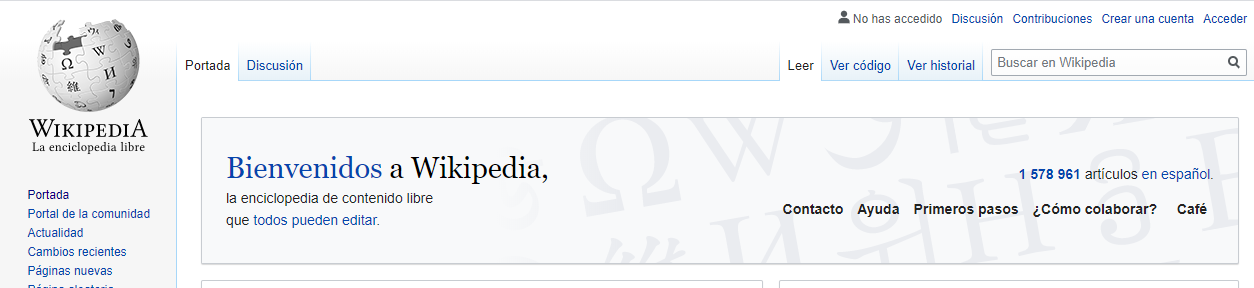 No has accedido Discusión Contribuciones Crear una cuenta Acceder
Portada Discusión Leer Ver código Ver historial Buscar en Wikipedia
WIKIPEDIA
La enciclopedia libre
Bienvenidos a Wikipedia,
la enciclopedia de contenido libre
que todos pueden editar.
1 578 961 artículos en español.
Contacto Ayuda Primeros pasos ¿Cómo colaborar? Café
Portada
Portal de la comunidad
Actualidad
Cambios recientes
Páginas nuevas